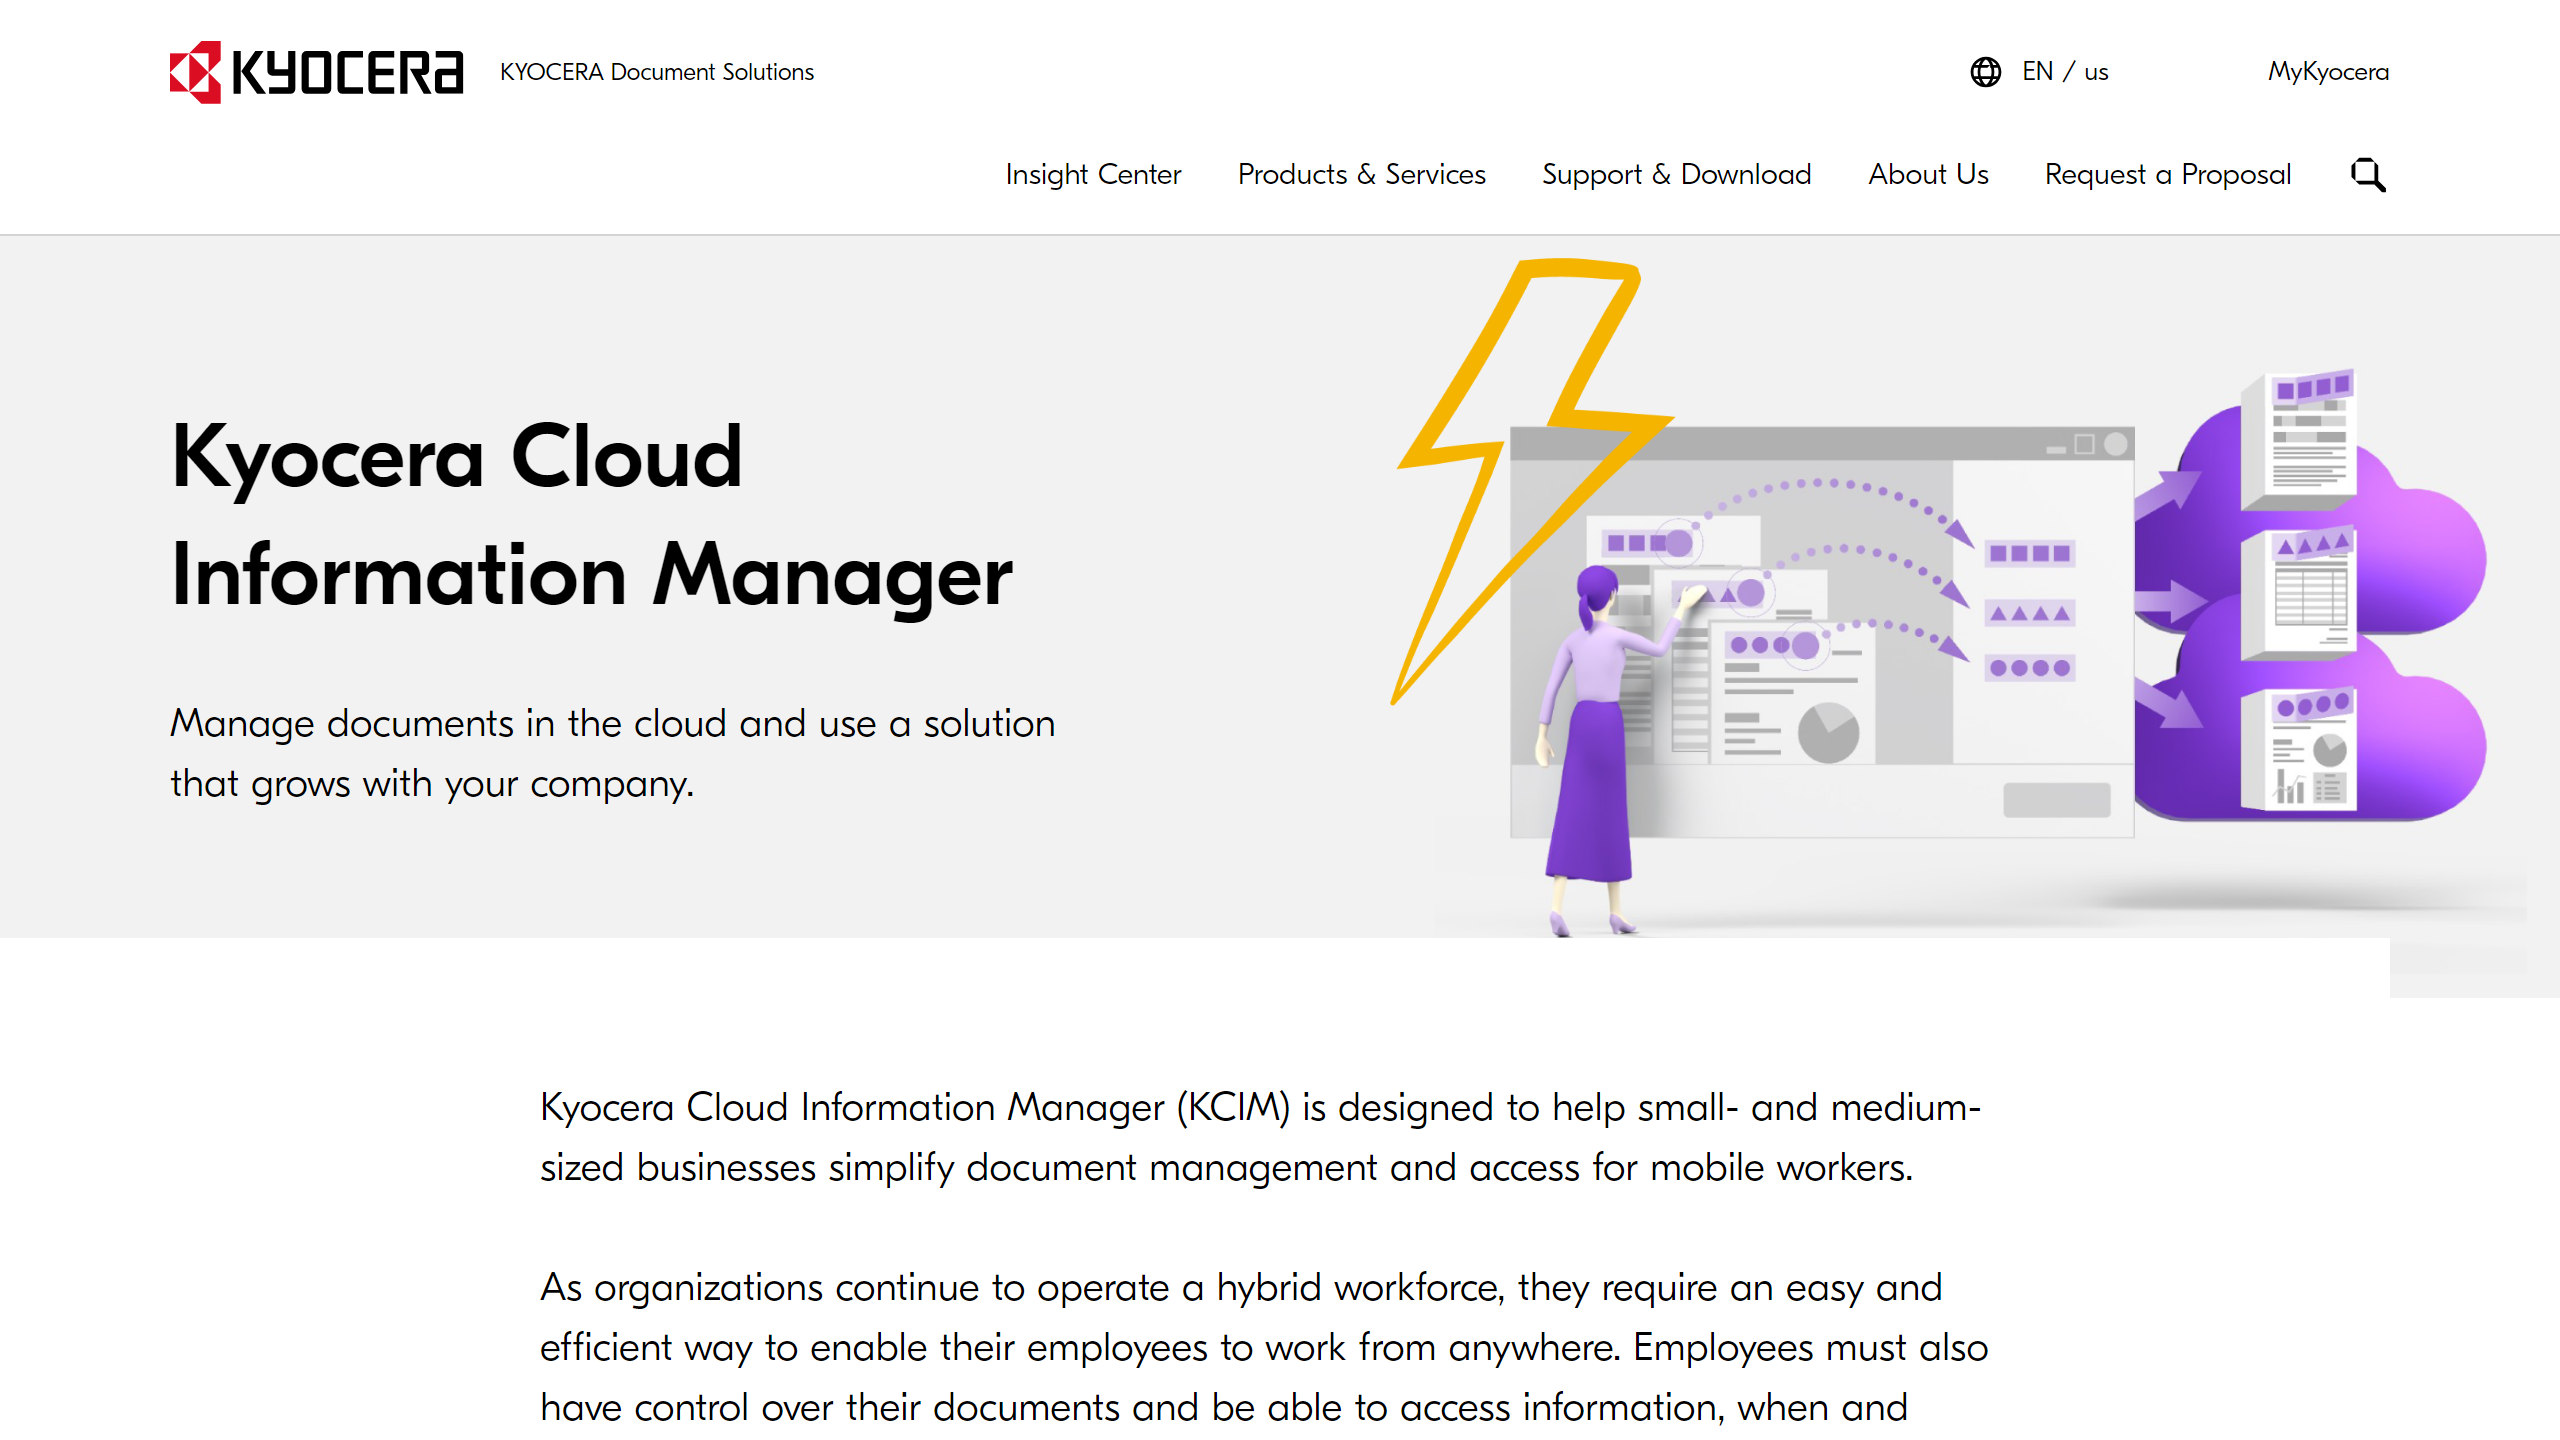 KYOCERA
KYOCERA Document Solutions
EN / us
MyKyocera
Insight Center
Products & Services
Support & Download
About Us
Request a Proposal
Kyocera Cloud
Information Manager
Manage documents in the cloud and use a solution
that grows with your company.
Kyocera Cloud Information Manager (KCIM) is designed to help small- and medium-
sized businesses simplify document management and access for mobile workers.
As organizations continue to operate a hybrid workforce, they require an easy and
efficient way to enable their employees to work from anywhere. Employees must also
have control over their documents and be able to access information, when and